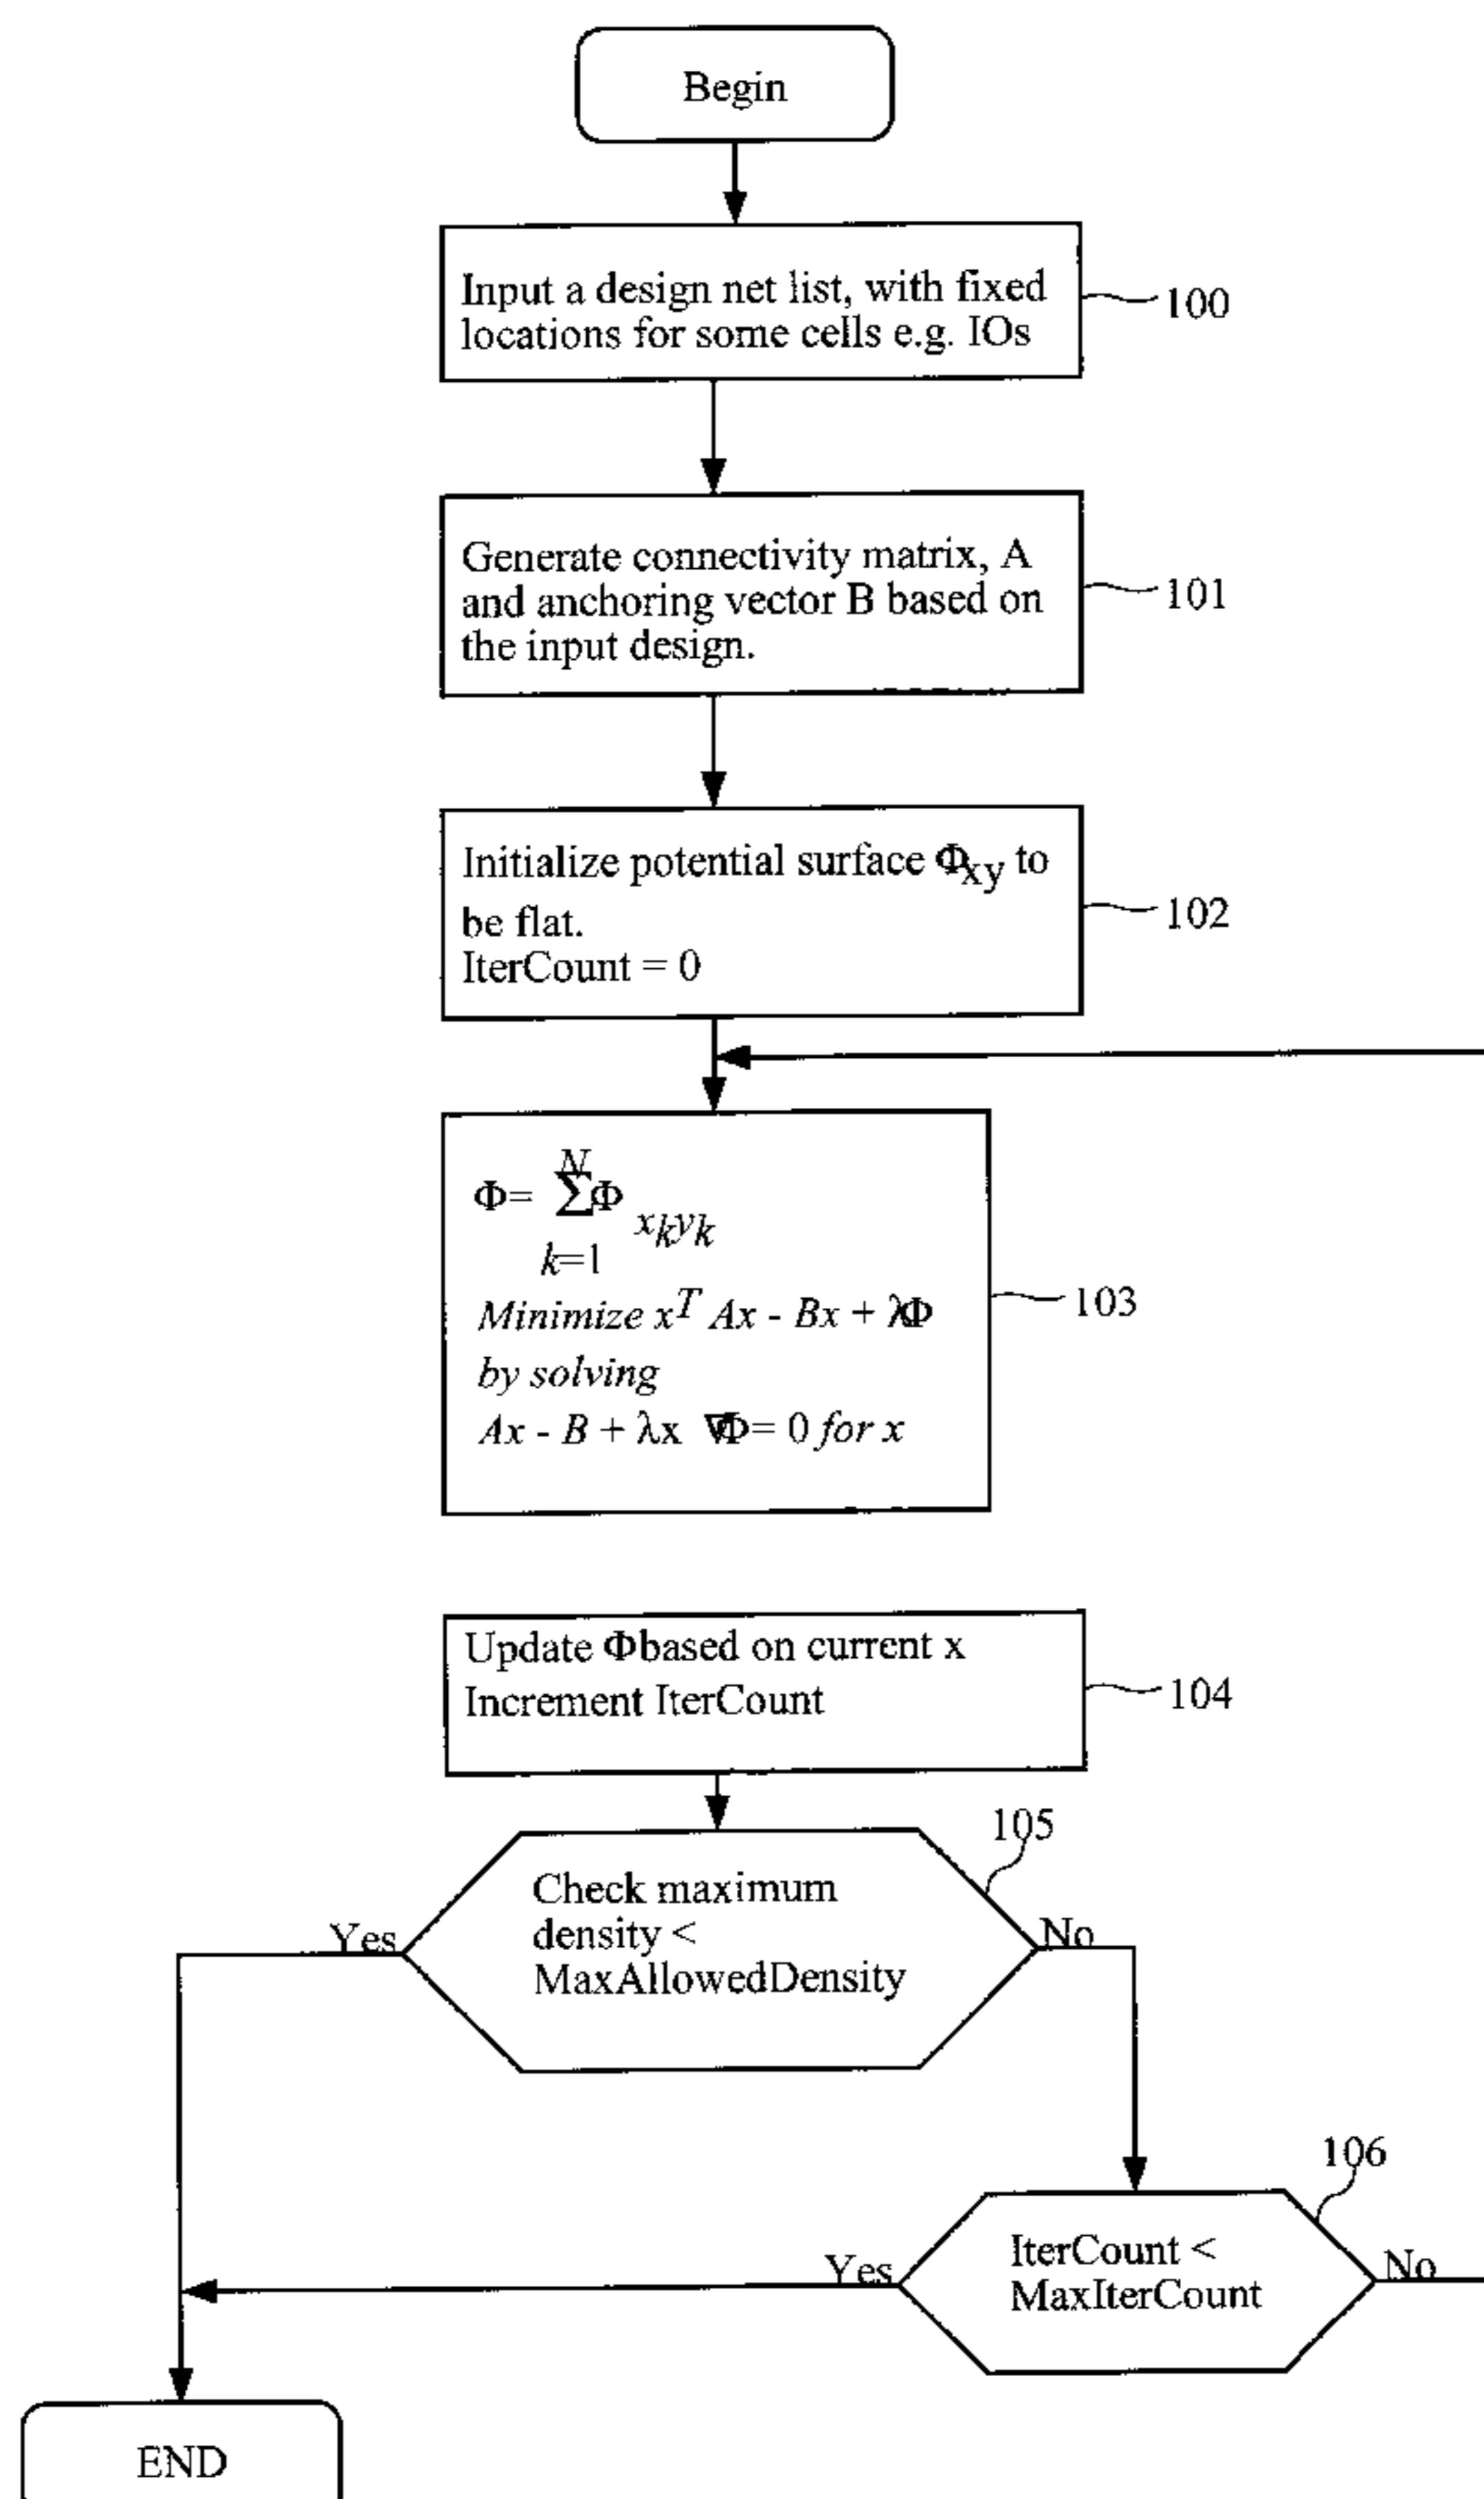 Begin
Input a design net list, with fixed
locations for some cells e.g. IOs
100
Generate connectivity matrix, A
and anchoring vector B based on
the input design.
101
Initialize potential surface Φxy to
be flat.
IterCount = 0
102
N
Φ= ΣΦ xkyk
k=1
Minimize x^T Ax - Bx + λΦ
by solving
Ax - B + λx ∇Φ= 0 for x
103
Update Φbased on current x
Increment IterCount
104
105
Check maximum
density <
MaxAllowedDensity
Yes
No
106
IterCount <
MaxIterCount
Yes
No
END